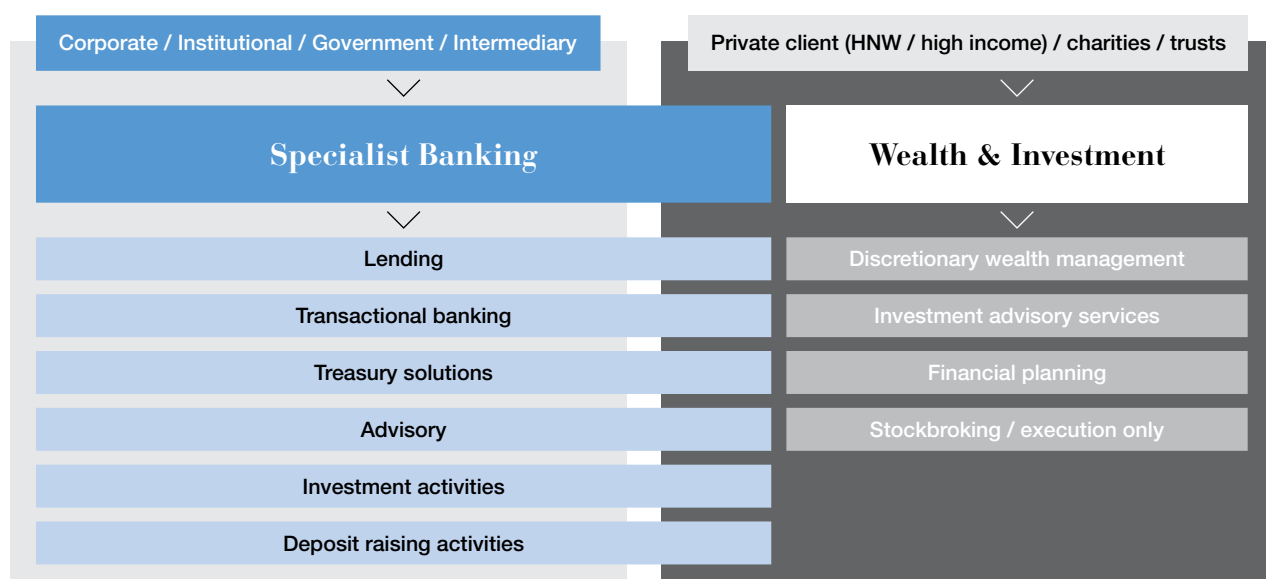 Corporate / Institutional / Government / Intermediary
Private client (HNW / high income) / charities / trusts
Specialist Banking
Wealth & Investment
Lending
Discretionary wealth management
Transactional banking
Investment advisory services
Treasury solutions
Financial planning
Advisory
Stockbroking / execution only
Investment activities
Deposit raising activities